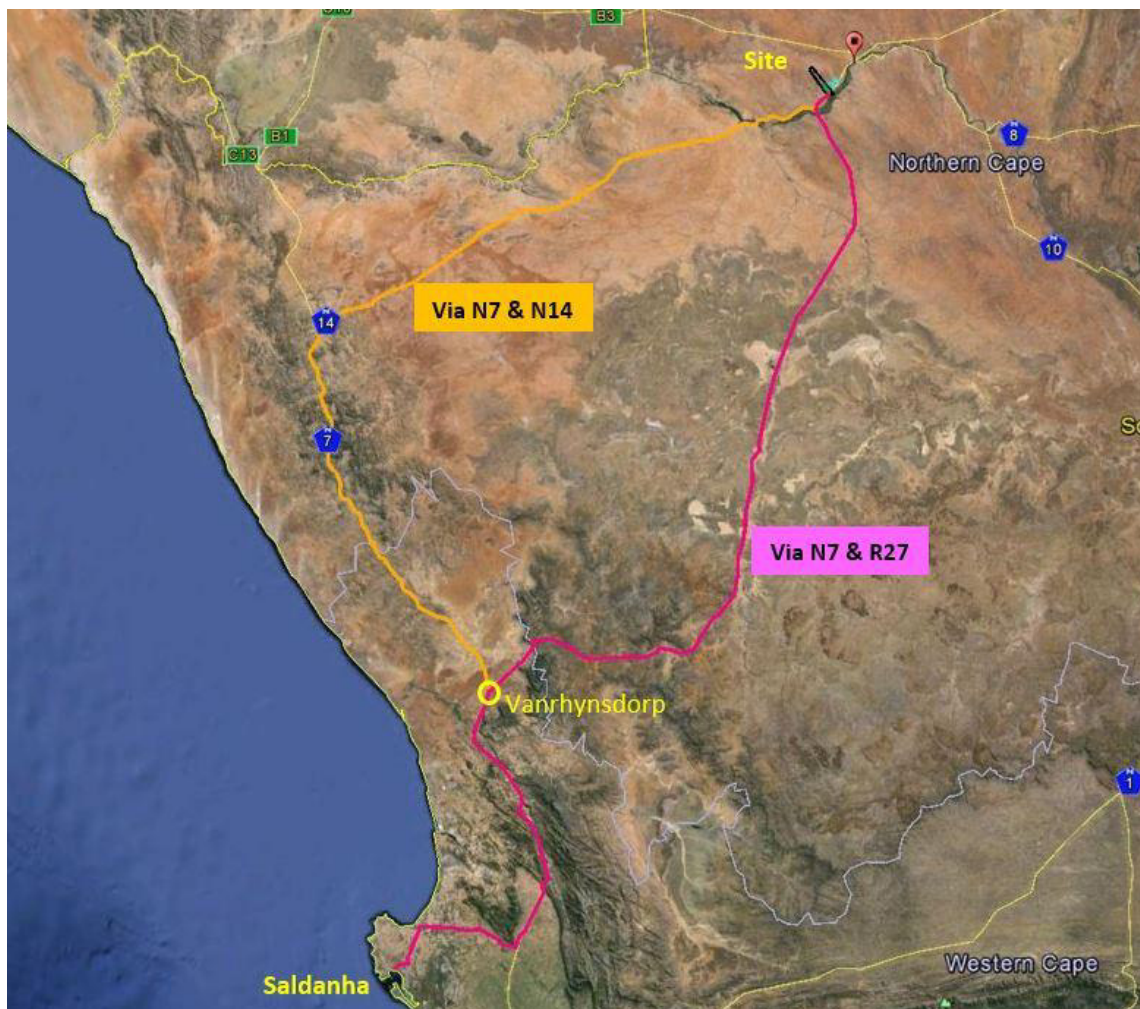 B3
Site
B1
C13
N
8
Northern Cape
N
10
Via N7 & N14
N
14
N
7
Via N7 & R27
Vanrhynsdorp
N
1
Western Cape
Saldanha